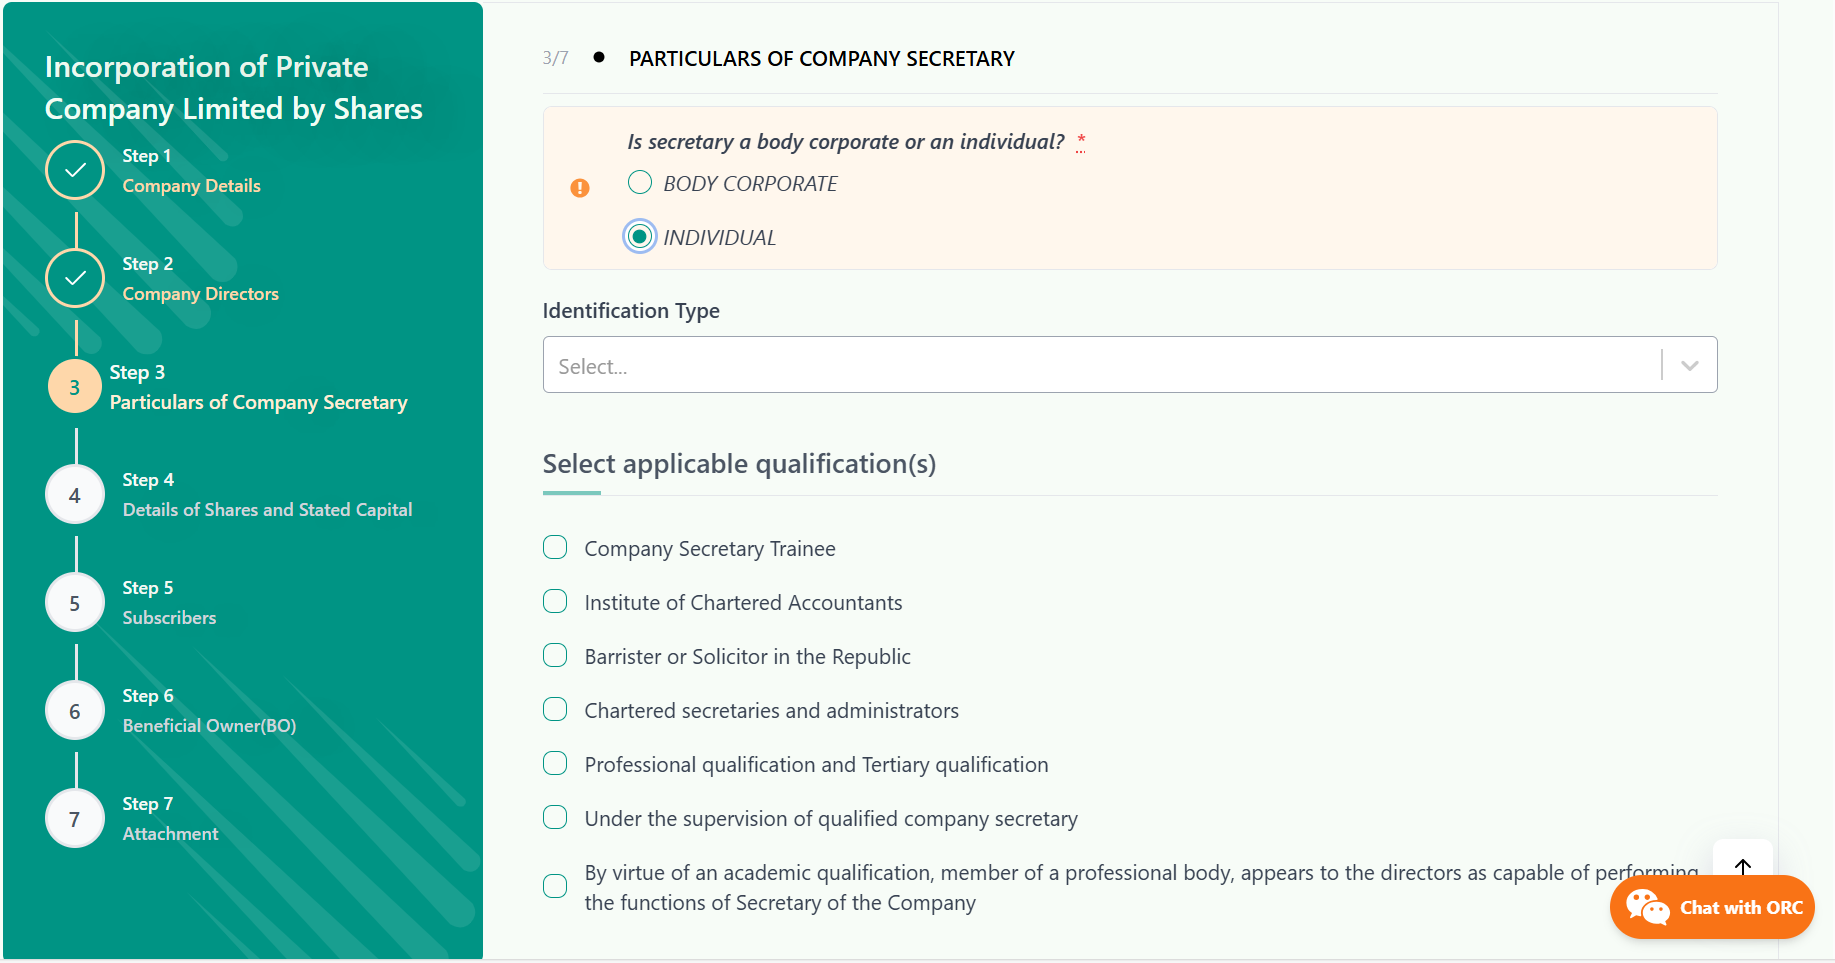 Incorporation of Private
Company Limited by Shares
Step 1
Company Details
Step 2
Company Directors
3
Step 3
Particulars of Company Secretary
4
Step 4
Details of Shares and Stated Capital
5
Step 5
Subscribers
6
Step 6
Beneficial Owner(BO)
7
Step 7
Attachment
3/7 ● PARTICULARS OF COMPANY SECRETARY
Is secretary a body corporate or an individual? *
BODY CORPORATE
INDIVIDUAL
Identification Type
Select...
Select applicable qualification(s)
Company Secretary Trainee
Institute of Chartered Accountants
Barrister or Solicitor in the Republic
Chartered secretaries and administrators
Professional qualification and Tertiary qualification
Under the supervision of qualified company secretary
By virtue of an academic qualification, member of a professional body, appears to the directors as capable of performing
the functions of Secretary of the Company
Chat with ORC